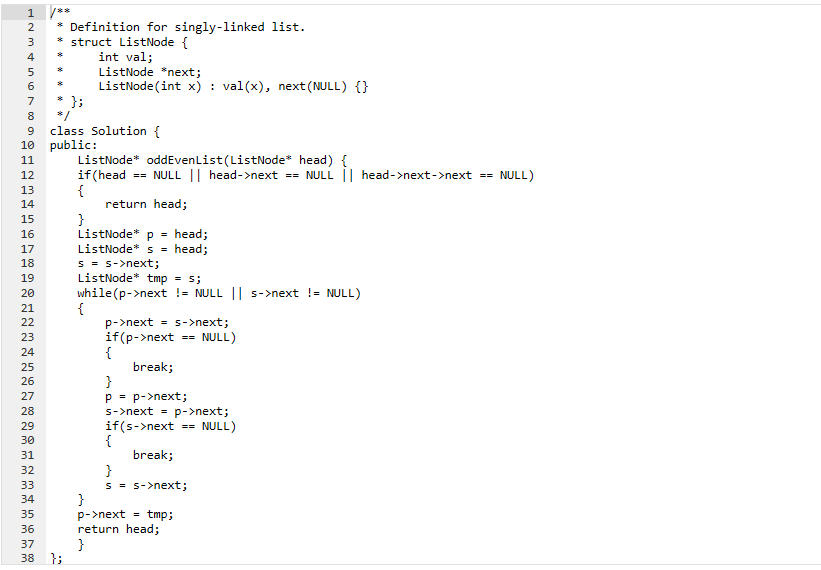 1 /**
2  * Definition for singly-linked list.
3  * struct ListNode {
4  *     int val;
5  *     ListNode *next;
6  *     ListNode(int x) : val(x), next(NULL) {}
7  * };
8  */
9 class Solution {
10 public:
11     ListNode* oddEvenList(ListNode* head) {
12     if(head == NULL || head->next == NULL || head->next->next == NULL)
13     {
14         return head;
15     }
16     ListNode* p = head;
17     ListNode* s = head;
18     s = s->next;
19     ListNode* tmp = s;
20     while(p->next != NULL || s->next != NULL)
21     {
22         p->next = s->next;
23         if(p->next == NULL)
24         {
25             break;
26         }
27         p = p->next;
28         s->next = p->next;
29         if(s->next == NULL)
30         {
31             break;
32         }
33         s = s->next;
34     }
35     p->next = tmp;
36     return head;
37     }
38 };